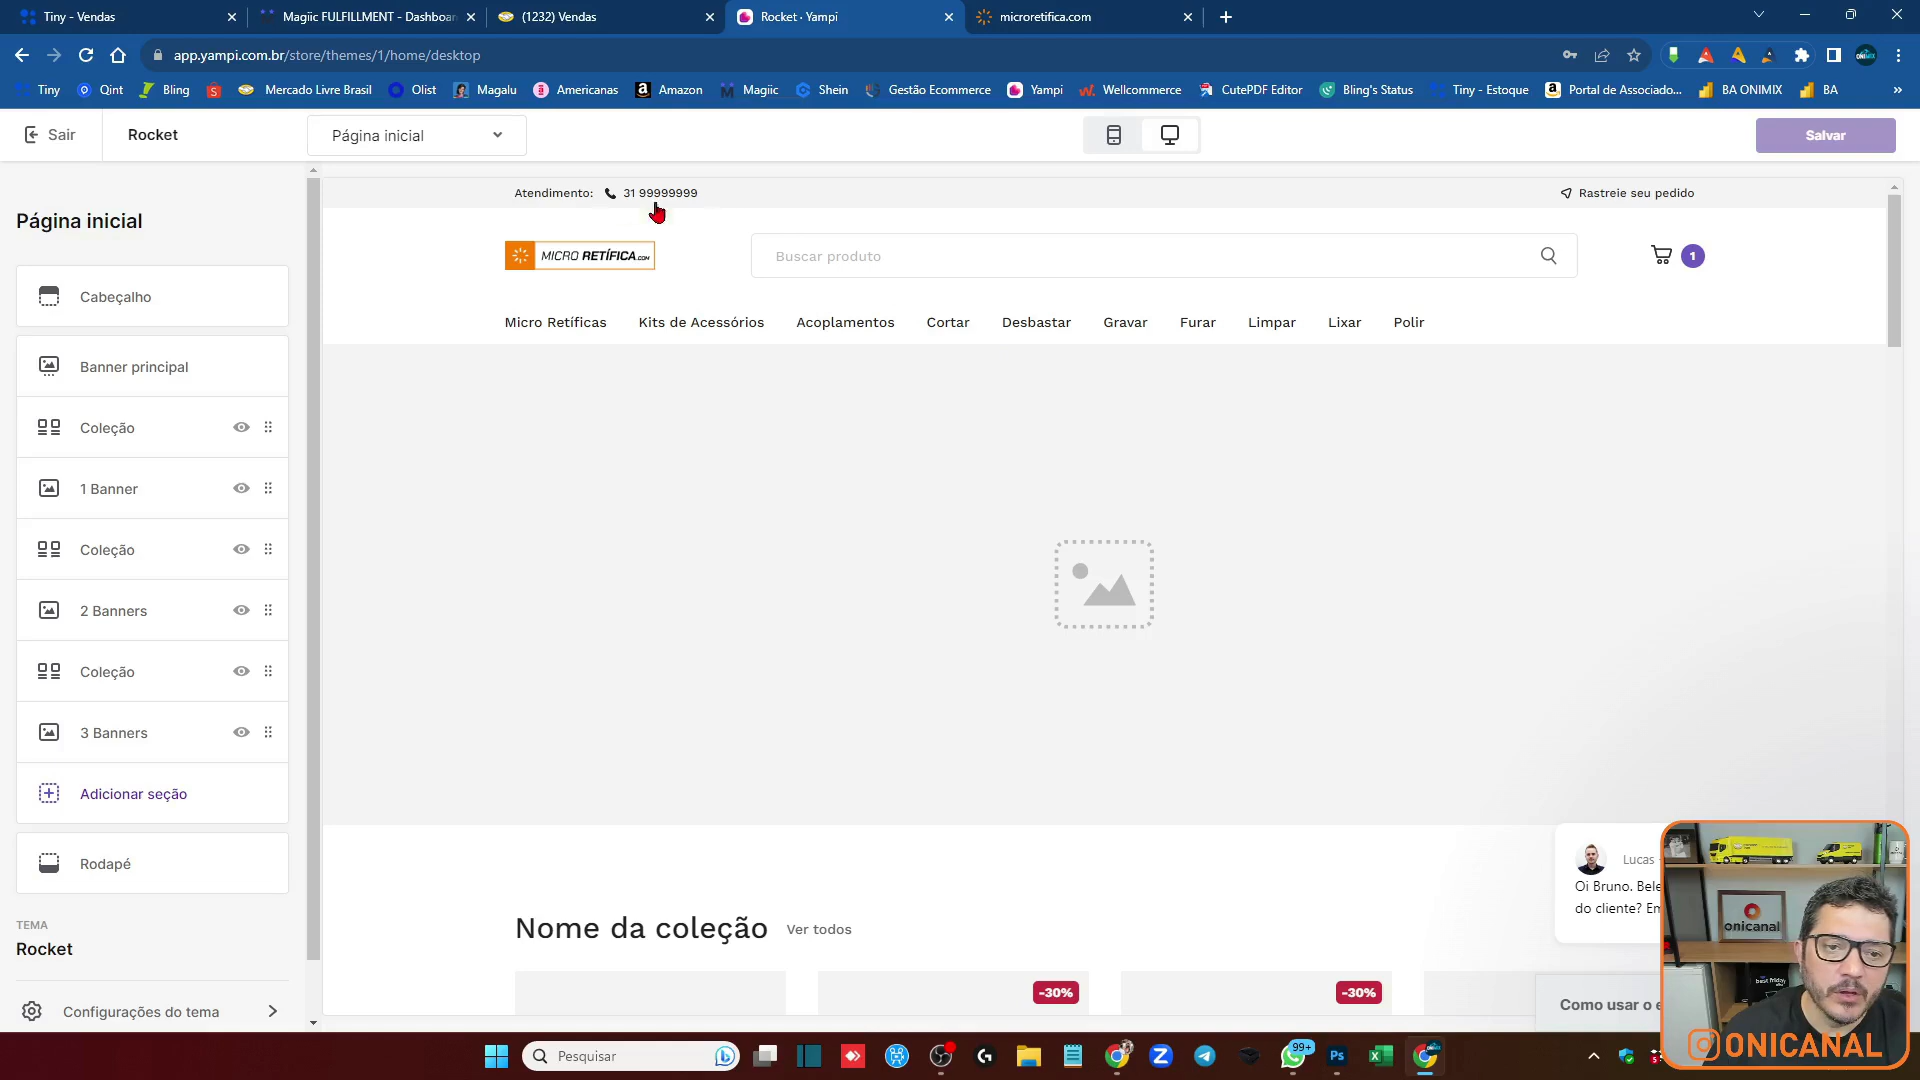 Tiny - Vendas
Magiic FULFILLMENT - Dashboar
(1232) Vendas
Rocket · Yampi
microretifica.com
app.yampi.com.br/store/themes/1/home/desktop
Tiny
Qint
Bling
Mercado Livre Brasil
Olist
Magalu
Americanas
Amazon
Magiic
Shein
Gestão Ecommerce
Yampi
Wellcommerce
CutePDF Editor
Bling's Status
Tiny - Estoque
Portal de Associado...
BA ONIMIX
BA
»
Sair
Rocket
Página inicial
Salvar
Atendimento: 31 99999999
Rastreie seu pedido
Página inicial
MICRO RETÍFICA.COM
Buscar produto
1
Cabeçalho
Micro Retíficas
Kits de Acessórios
Acoplamentos
Cortar
Desbastar
Gravar
Furar
Limpar
Lixar
Polir
Banner principal
Coleção
1 Banner
Coleção
2 Banners
Coleção
3 Banners
Adicionar seção
Rodapé
Lucas
Oi Bruno. Bele
do cliente? Em
TEMA
Rocket
Nome da coleção
Ver todos
-30%
-30%
Configurações do tema
Como usar o e
onicanal
best friday
ONICANAL
Pesquisar
99+
Ps